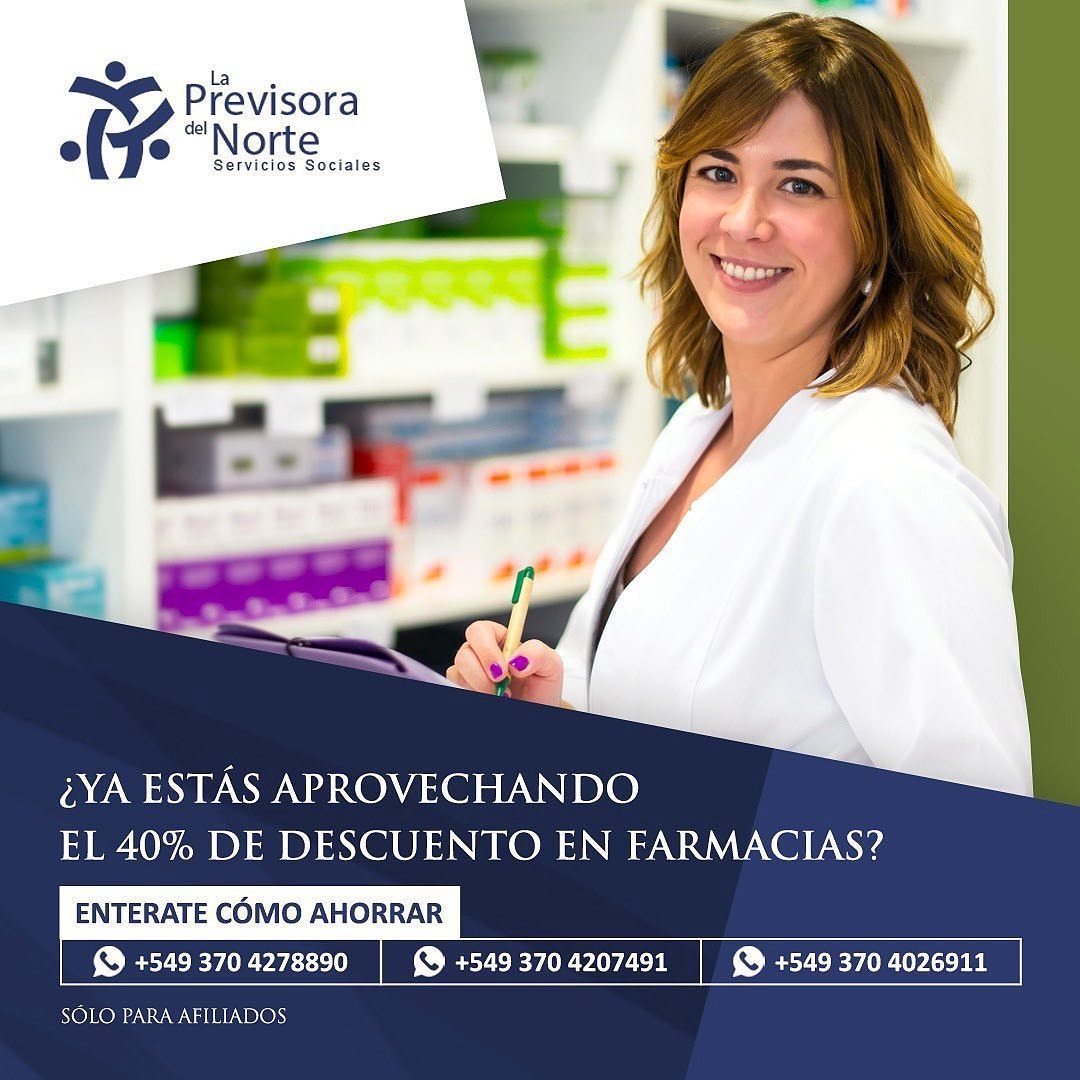 La
Previsora
del Norte
Servicios Sociales
¿YA ESTÁS APROVECHANDO
EL 40% DE DESCUENTO EN FARMACIAS?
ENTERATE CÓMO AHORRAR
+549 370 4278890
+549 370 4207491
+549 370 4026911
SÓLO PARA AFILIADOS